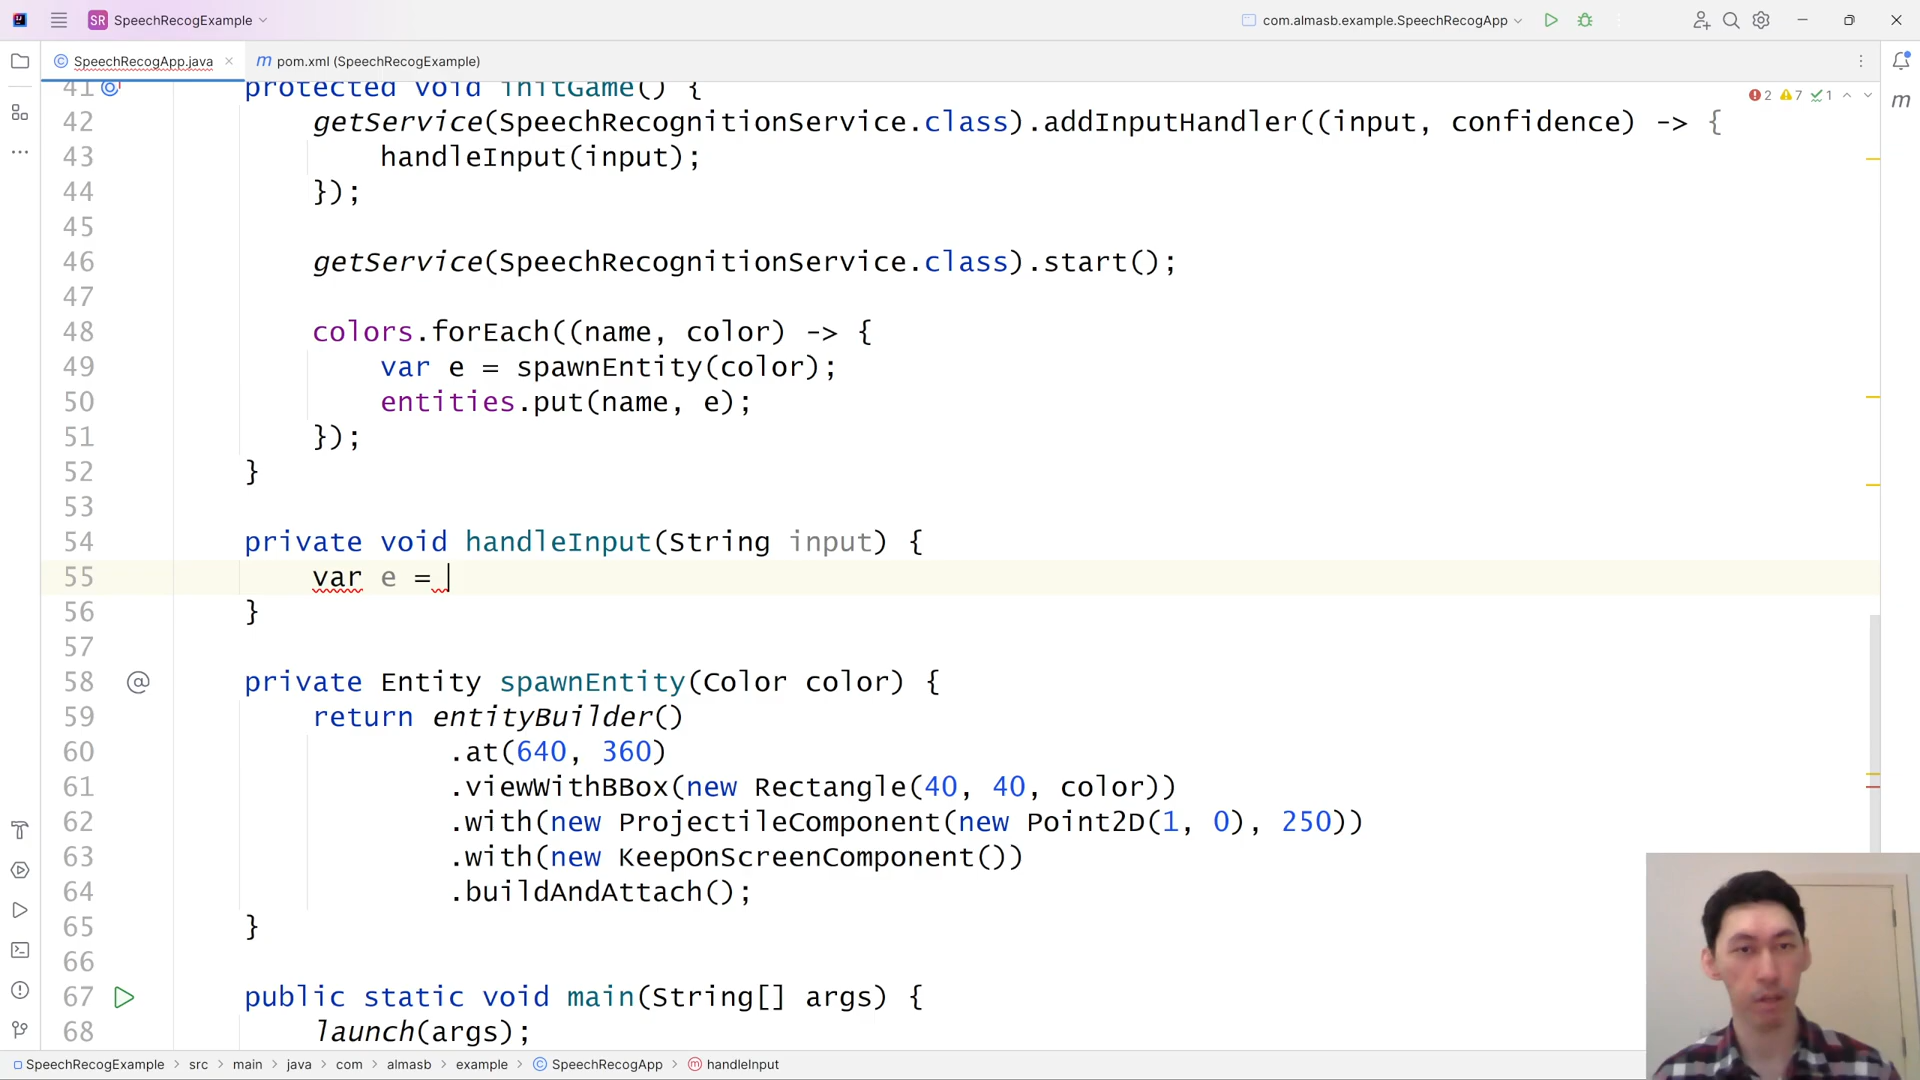 SR SpeechRecogExample
com.almasb.example.SpeechRecogApp
SpeechRecogApp.java
m pom.xml (SpeechRecogExample)
2 7 1
41 protected void initGame() {
42 getService(SpeechRecognitionService.class).addInputHandler((input, confidence) -> {
43 handleInput(input);
44 });
45
46 getService(SpeechRecognitionService.class).start();
47
48 colors.forEach((name, color) -> {
49 var e = spawnEntity(color);
50 entities.put(name, e);
51 });
52 }
53
54 private void handleInput(String input) {
55 var e =
56 }
57
58 @ private Entity spawnEntity(Color color) {
59 return entityBuilder()
60 .at(640, 360)
61 .viewWithBBox(new Rectangle(40, 40, color))
62 .with(new ProjectileComponent(new Point2D(1, 0), 250))
63 .with(new KeepOnScreenComponent())
64 .buildAndAttach();
65 }
66
67 public static void main(String[] args) {
68 launch(args);
SpeechRecogExample > src > main > java > com > almasb > example > SpeechRecogApp > handleInput